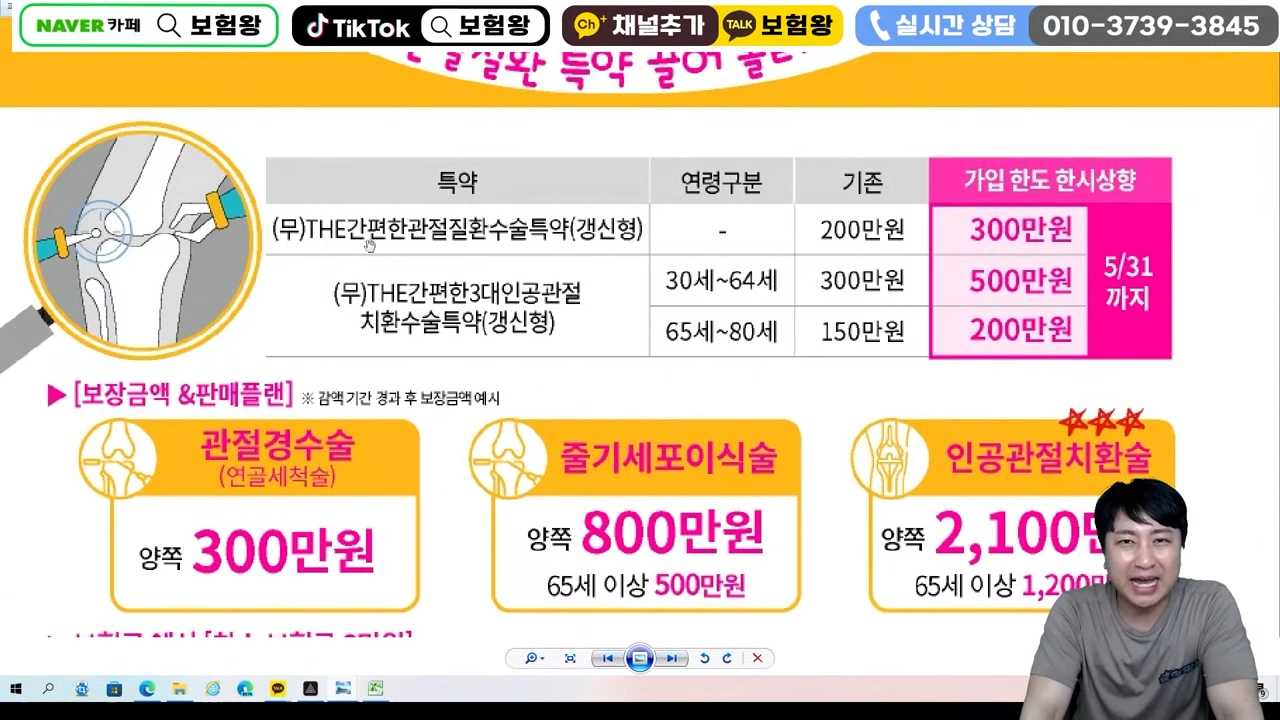 NAVER 카페 보험왕
TikTok 보험왕
Ch+ 채널추가 TALK 보험왕
실시간 상담 010-3739-3845
특약 풀어
특약 연령구분 기존 가입 한도 한시상향
(무)THE간편한관절질환수술특약(갱신형) - 200만원 300만원
(무)THE간편한3대인공관절
치환수술특약(갱신형)
30세~64세 300만원 500만원
65세~80세 150만원 200만원
5/31
까지
▶ [보장금액 &판매플랜] ※ 감액기간 경과 후 보장금액 예시
관절경수술
(연골세척술)
양쪽 300만원
줄기세포이식술
양쪽 800만원
65세 이상 500만원
인공관절치환술
양쪽 2,100만
65세 이상 1,200만